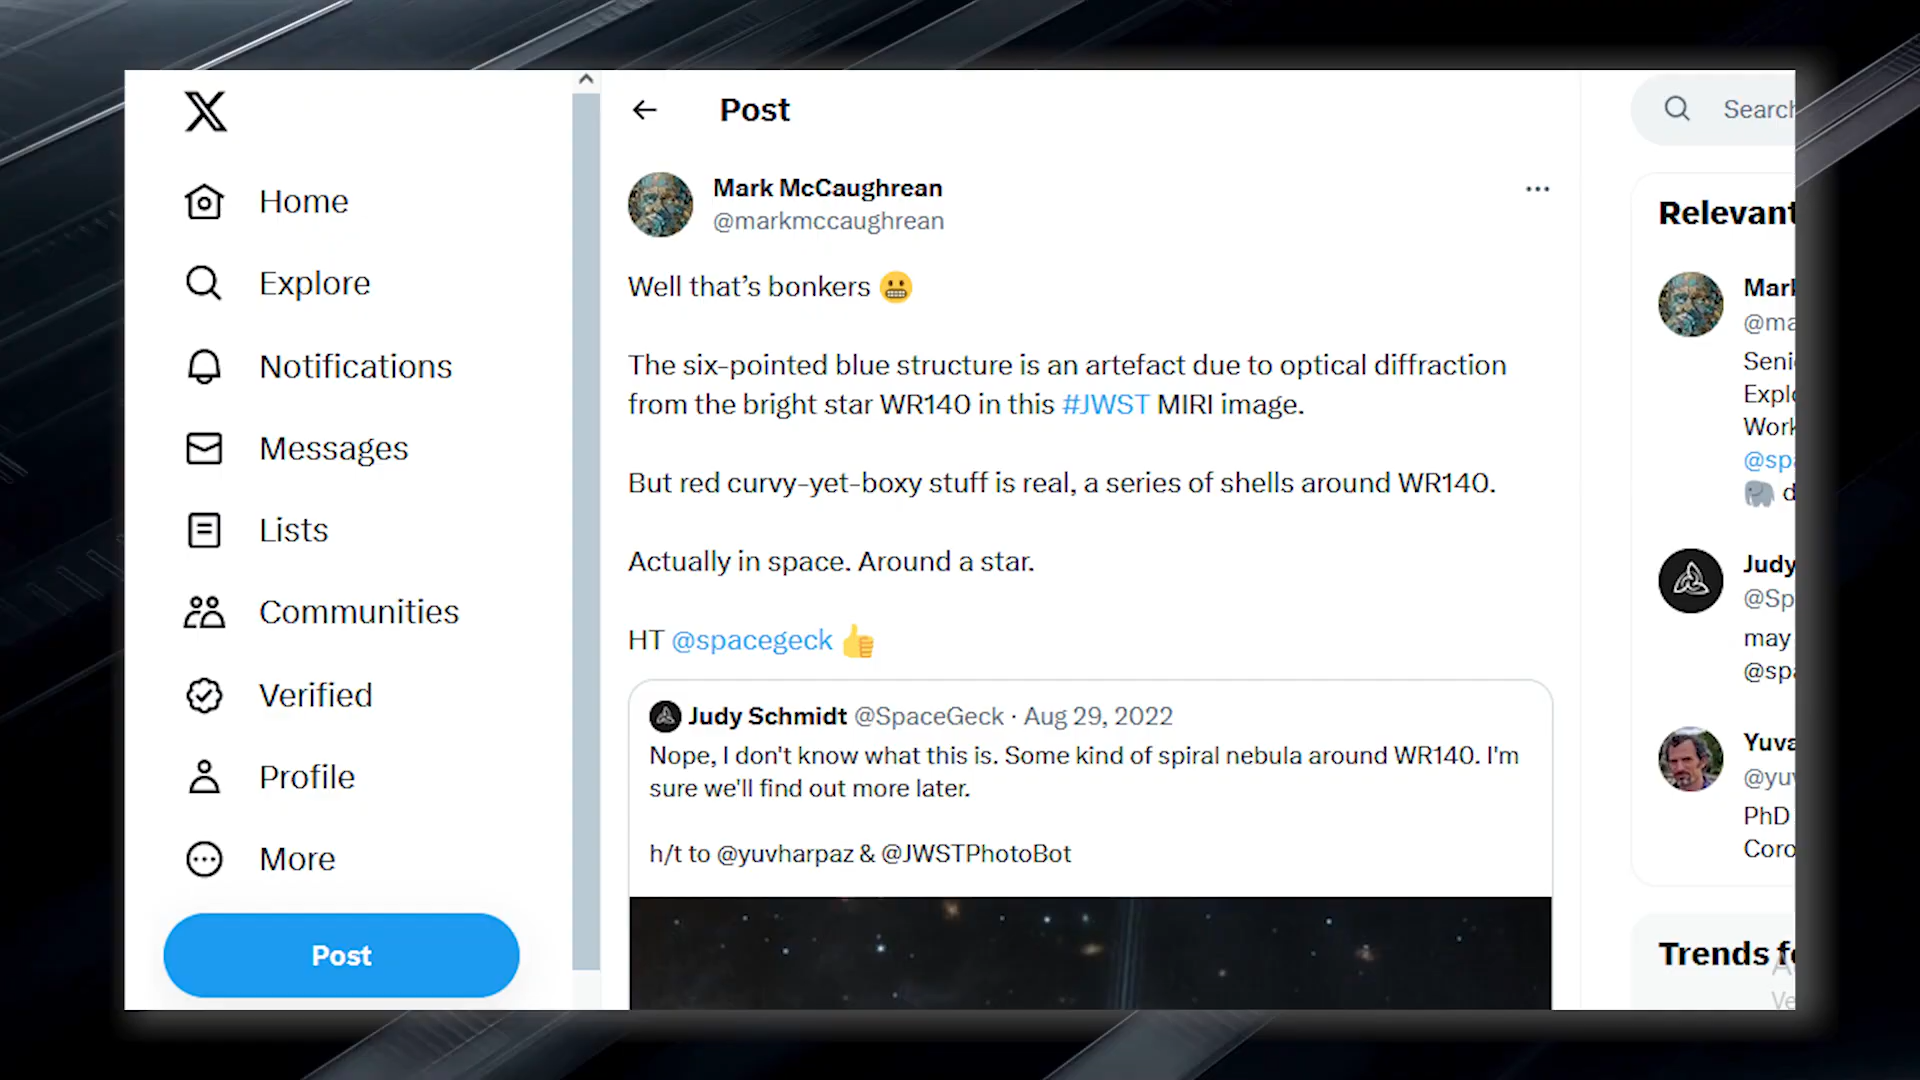 Home
Explore
Notifications
Messages
Lists
Communities
Verified
Profile
More
Post
Post
Mark McCaughrean
@markmccaughrean
Well that’s bonkers 😬
The six-pointed blue structure is an artefact due to optical diffraction
from the bright star WR140 in this #JWST MIRI image.
But red curvy-yet-boxy stuff is real, a series of shells around WR140.
Actually in space. Around a star.
HT @spacegeck 👍
Judy Schmidt @SpaceGeck · Aug 29, 2022
Nope, I don't know what this is. Some kind of spiral nebula around WR140. I'm
sure we'll find out more later.
h/t to @yuvharpaz & @JWSTPhotoBot
Search
Relevant
Mark
@ma
Seni
Explo
Work
@spa
🐘 d
Judy
@Sp
may
@spa
Yuva
@yuv
PhD
Coro
Trends fo